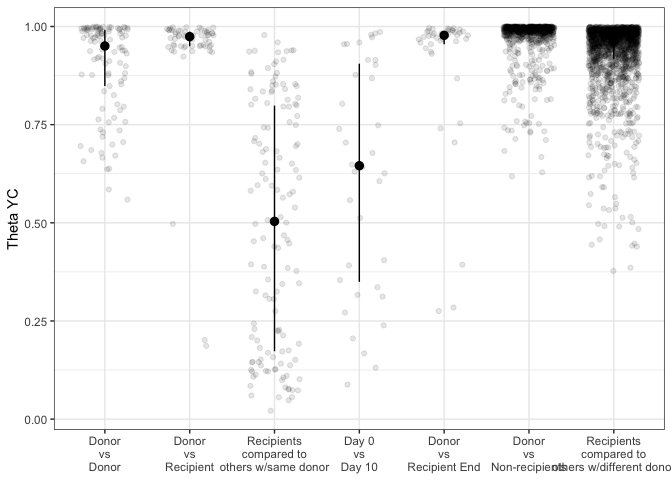 Theta YC
1.00
0.75
0.50
0.25
0.00
Donor
vs
Donor
Donor
vs
Recipient
Recipients
compared to
others w/same donor
Day 0
vs
Day 10
Donor
vs
Recipient End
Donor
vs
Non-recipients
Recipients
compared to
others w/different dono